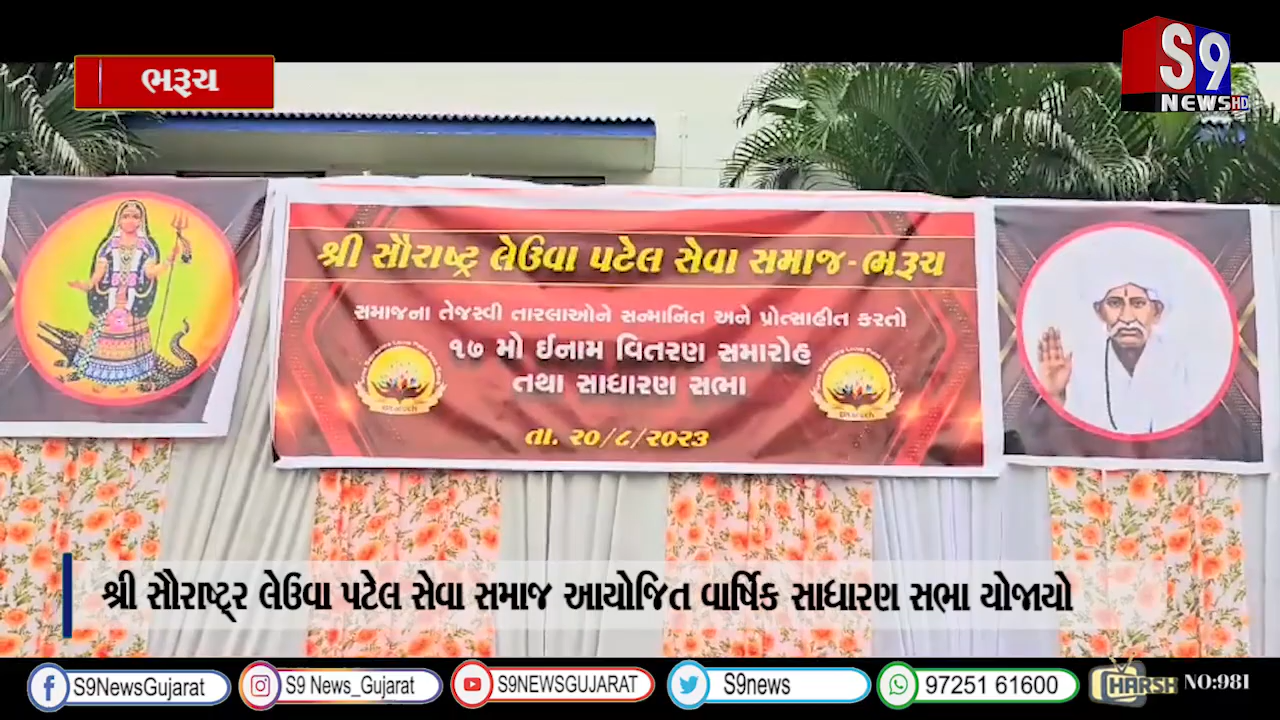 ભરૂચ
S9
NEWS HD
શ્રી સૌરાષ્ટ્ર લેઉવા પટેલ સેવા સમાજ - ભરૂચ
સમાજના તેજસ્વી તારલાઓને સન્માનિત અને પ્રોત્સાહીત કરતો
૧૭ મો ઈનામ વિતરણ સમારોહ
તથા સાધારણ સભા
તા. ૨૦/૮/૨૦૨૩
શ્રી સૌરાષ્ટ્ર લેઉવા પટેલ સેવા સમાજ આયોજિત વાર્ષિક સાધારણ સભા યોજાયો
S9NewsGujarat
S9 News_Gujarat
S9NEWSGUJARAT
S9news
97251 61600
CHARSH
NO:981